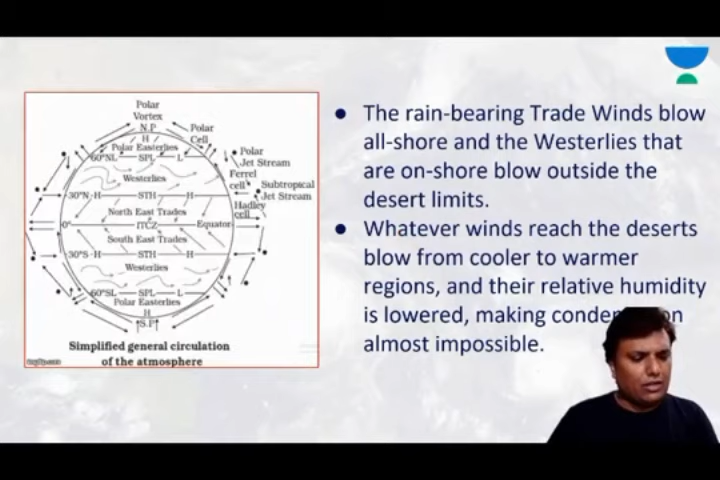 Polar
Vortex
N.P
H
Polar
Cell
Polar Easterlies
60°NL SPL L
Polar
Jet Stream
Ferrel
cell
Westerlies
Subtropical
Jet Stream
30°N H STH H
Hadley
cell
North East Trades
0° ITCZ Equator
South East Trades
30°S H STH H
Westerlies
60°SL SPL L
Polar Easterlies
H
S.P
Simplified general circulation
of the atmosphere
● The rain-bearing Trade Winds blow
all-shore and the Westerlies that
are on-shore blow outside the
desert limits.
● Whatever winds reach the deserts
blow from cooler to warmer
regions, and their relative humidity
is lowered, making
almost impossible.